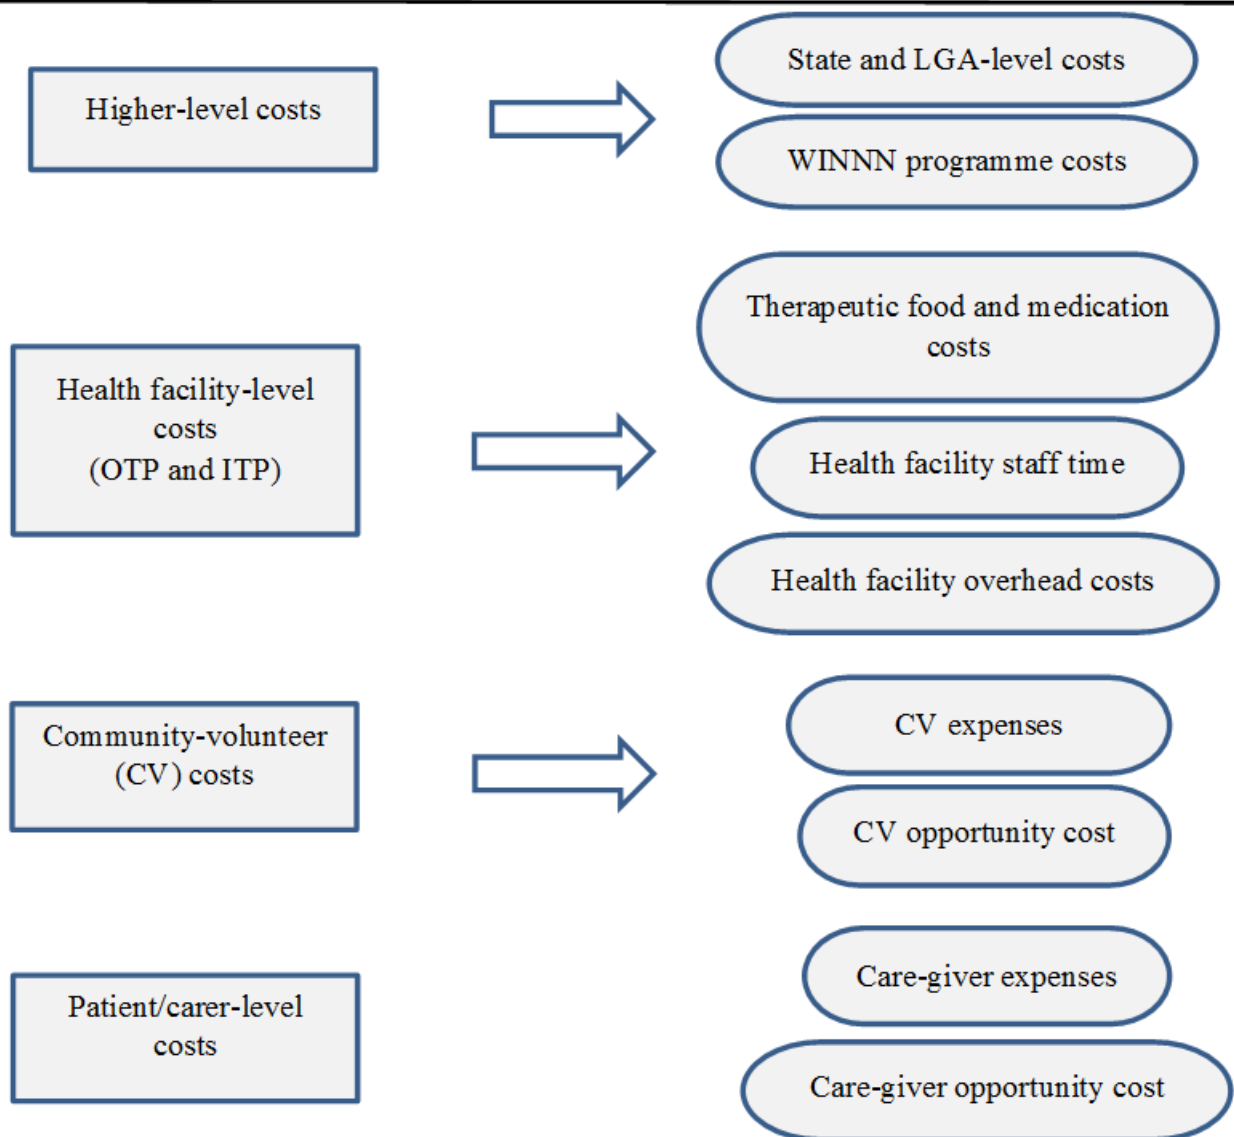 Higher-level costs
State and LGA-level costs
WINNN programme costs
Health facility-level
costs
(OTP and ITP)
Therapeutic food and medication
costs
Health facility staff time
Health facility overhead costs
Community-volunteer
(CV) costs
CV expenses
CV opportunity cost
Patient/carer-level
costs
Care-giver expenses
Care-giver opportunity cost